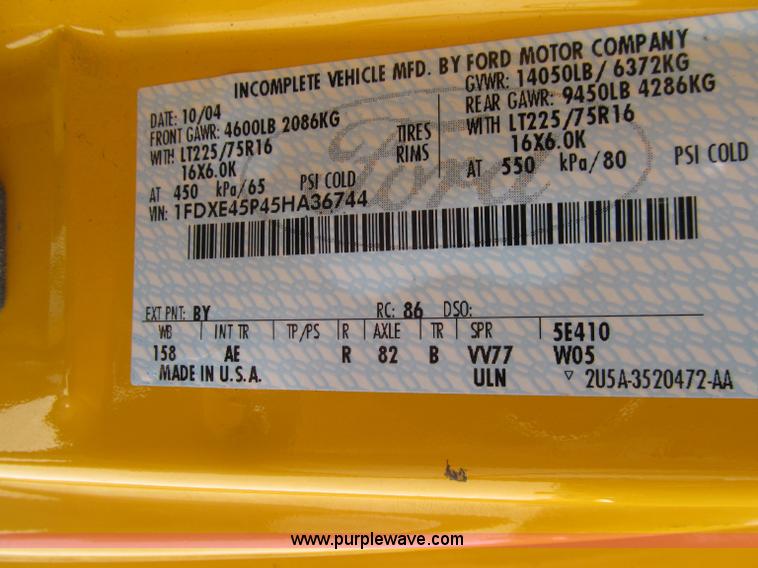 INCOMPLETE VEHICLE MFD. BY FORD MOTOR COMPANY
DATE: 10/04 GVWR: 14050LB/ 6372KG
FRONT GAWR: 4600LB 2086KG REAR GAWR: 9450LB 4286KG
WITH LT225/75R16 TIRES WITH LT225/75R16
16X6.0K RIMS 16X6.0K
AT 450 kPa/65 PSI COLD AT 550 kPa/80 PSI COLD
VIN: 1FDXE45P45HA36744
Ford
EXT PNT: BY RC: 86 DSO:
WB INT TR TP/PS R AXLE TR SPR 5E410
158 AE R 82 B VV77 W05
MADE IN U.S.A. ULN ▽ 2U5A-3520472-AA
www.purplewave.com